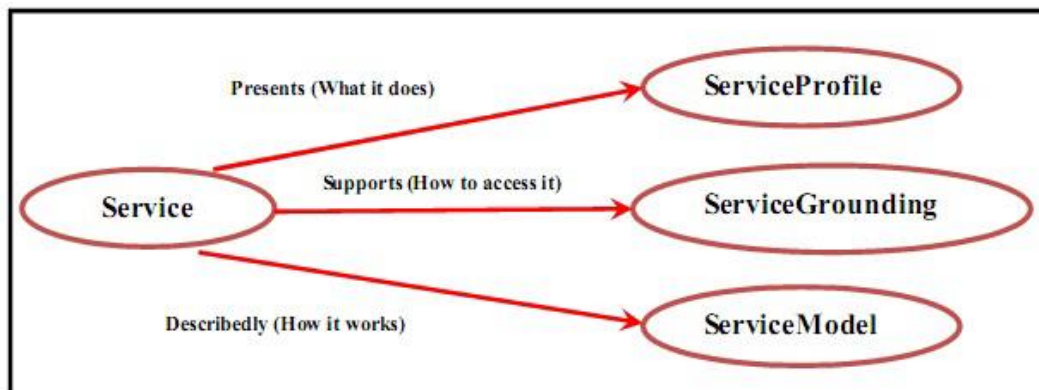 Presents (What it does)
ServiceProfile
Supports (How to access it)
Service
ServiceGrounding
Describedly (How it works)
ServiceModel